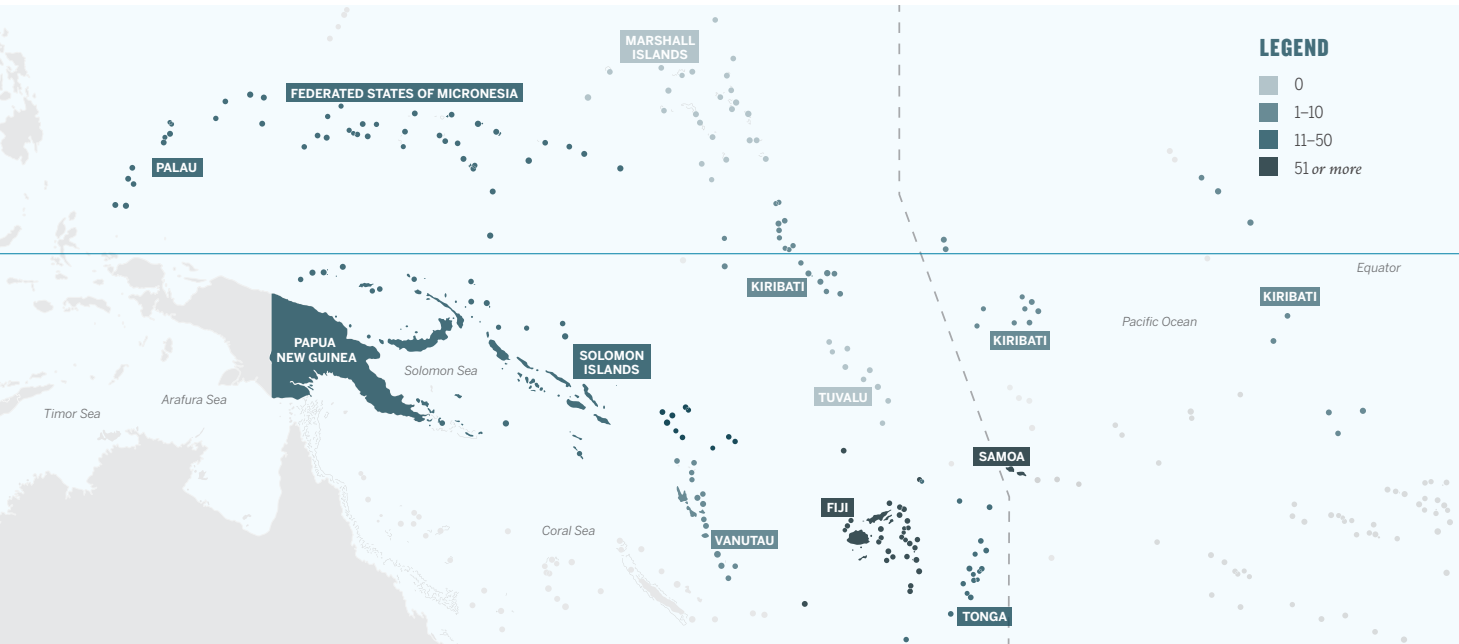 MARSHALL
ISLANDS
LEGEND
0
1–10
11–50
51 or more
FEDERATED STATES OF MICRONESIA
PALAU
Equator
KIRIBATI
KIRIBATI
Pacific Ocean
KIRIBATI
PAPUA
NEW GUINEA
SOLOMON
ISLANDS
Solomon Sea
TUVALU
Arafura Sea
Timor Sea
SAMOA
FIJI
Coral Sea
VANUTAU
TONGA